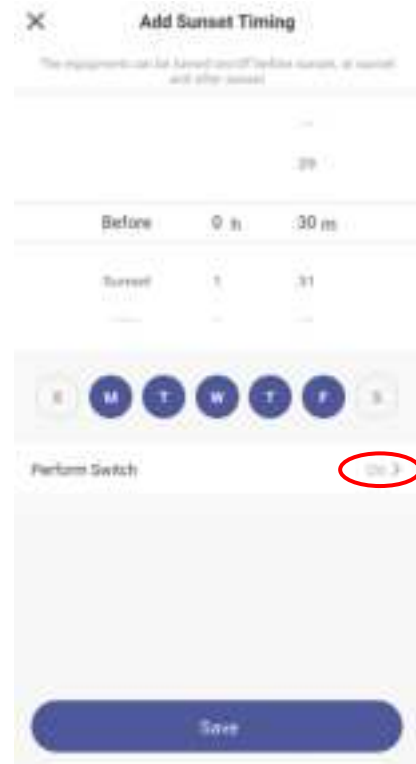 Add Sunset Timing
The equipments can be turned on/off before sunset, at sunset
and after sunset
29
Before 0 h 30 m
Sunset 1 31
S M T W T F S
Perform Switch On >
Save